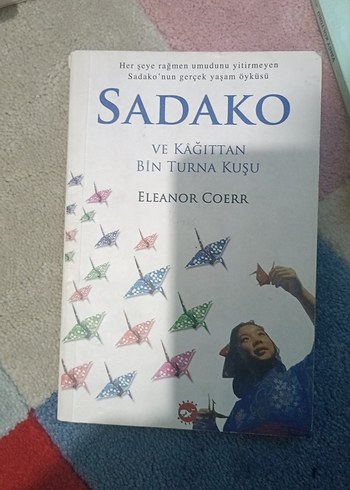 Her şeye rağmen umudunu yitirmeyen
Sadako'nun gerçek yaşam öyküsü
SADAKO
VE KÂĞITTAN
BİN TURNA KUŞU
ELEANOR COERR